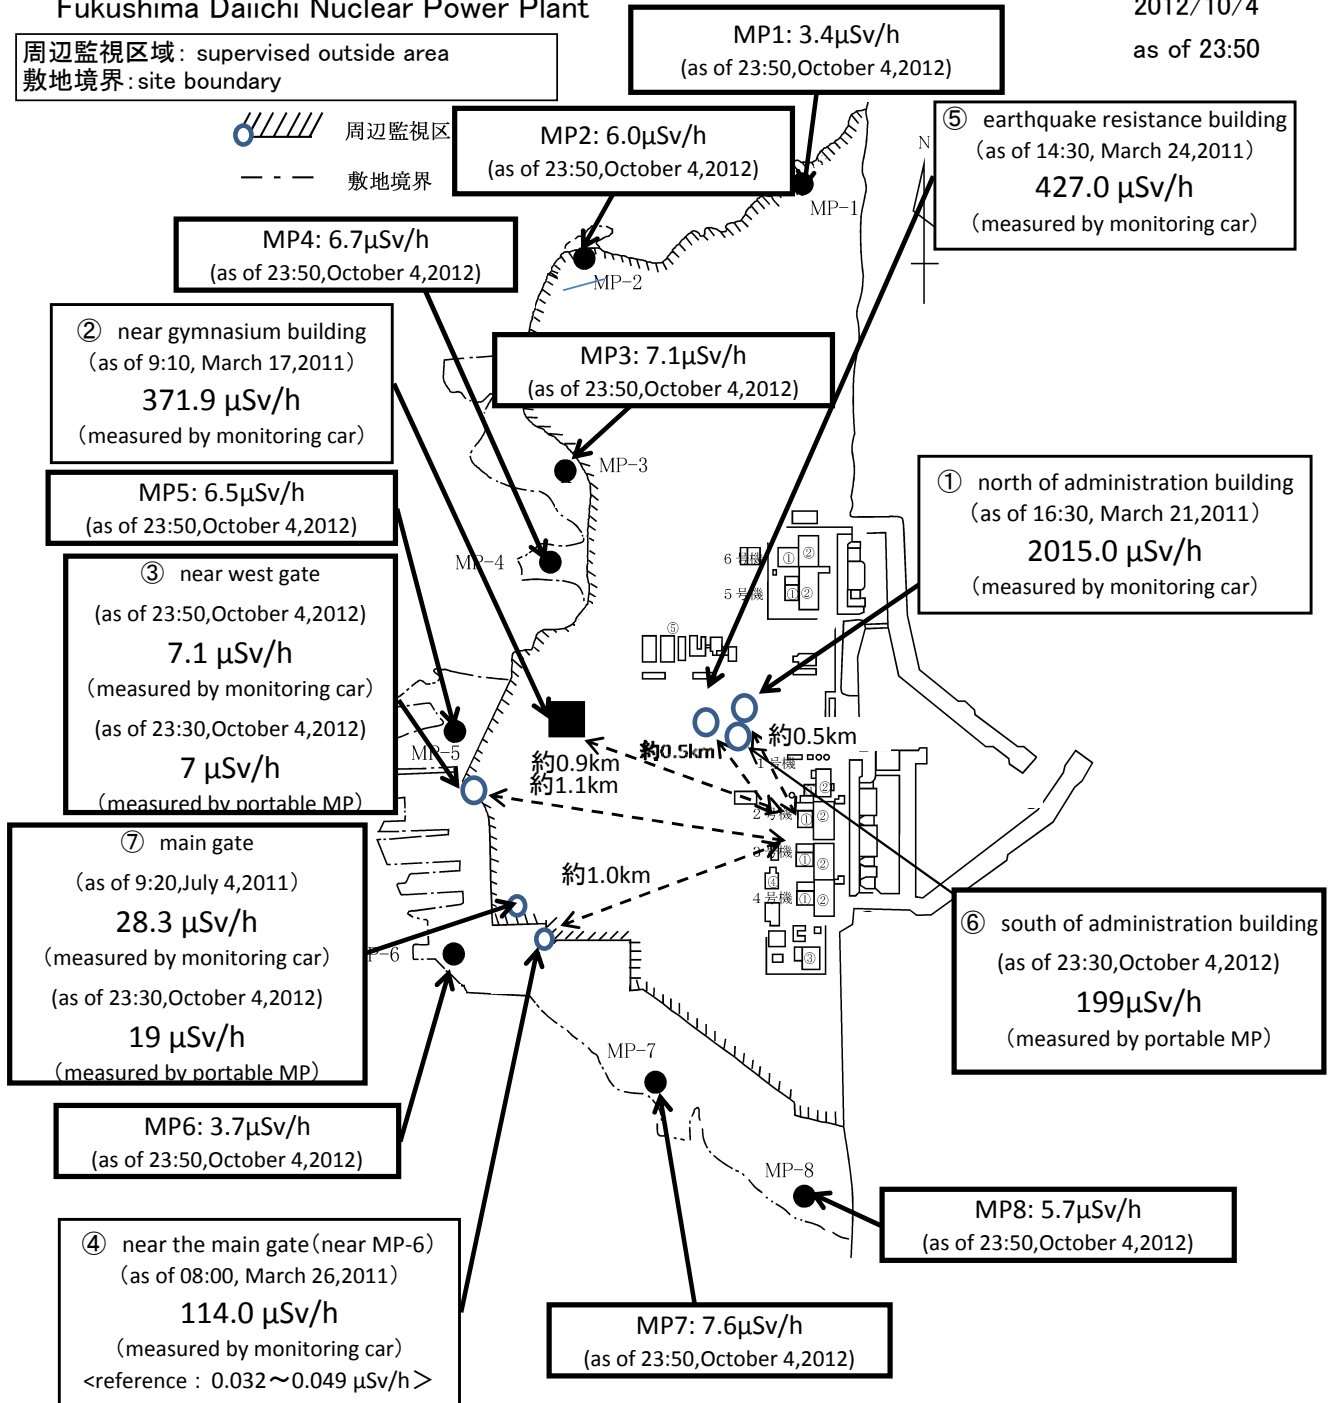 Fukushima Daiichi Nuclear Power Plant
2012/10/4
as of 23:50
周辺監視区域: supervised outside area
敷地境界:site boundary
周辺監視区
敷地境界
MP1: 3.4μSv/h
(as of 23:50,October 4,2012)
MP2: 6.0μSv/h
(as of 23:50,October 4,2012)
⑤ earthquake resistance building
(as of 14:30, March 24,2011)
427.0 μSv/h
(measured by monitoring car)
N
MP-1
MP4: 6.7μSv/h
(as of 23:50,October 4,2012)
MP-2
② near gymnasium building
(as of 9:10, March 17,2011)
371.9 μSv/h
(measured by monitoring car)
MP3: 7.1μSv/h
(as of 23:50,October 4,2012)
MP-3
MP5: 6.5μSv/h
(as of 23:50,October 4,2012)
① north of administration building
(as of 16:30, March 21,2011)
2015.0 μSv/h
(measured by monitoring car)
MP-4
6号機
① ②
5号機
① ②
③ near west gate
(as of 23:50,October 4,2012)
7.1 μSv/h
(measured by monitoring car)
(as of 23:30,October 4,2012)
7 μSv/h
(measured by portable MP)
⑤
MP-5
約0.9km
約1.1km
約0.5km
約0.5km
1号機
②
2号機
① ②
3号機
① ②
④
4号機
① ②
③
約1.0km
⑦ main gate
(as of 9:20,July 4,2011)
28.3 μSv/h
(measured by monitoring car)
(as of 23:30,October 4,2012)
19 μSv/h
(measured by portable MP)
P-6
⑥ south of administration building
(as of 23:30,October 4,2012)
199μSv/h
(measured by portable MP)
MP-7
MP6: 3.7μSv/h
(as of 23:50,October 4,2012)
MP-8
MP8: 5.7μSv/h
(as of 23:50,October 4,2012)
④ near the main gate(near MP-6)
(as of 08:00, March 26,2011)
114.0 μSv/h
(measured by monitoring car)
<reference : 0.032～0.049 μSv/h＞
MP7: 7.6μSv/h
(as of 23:50,October 4,2012)